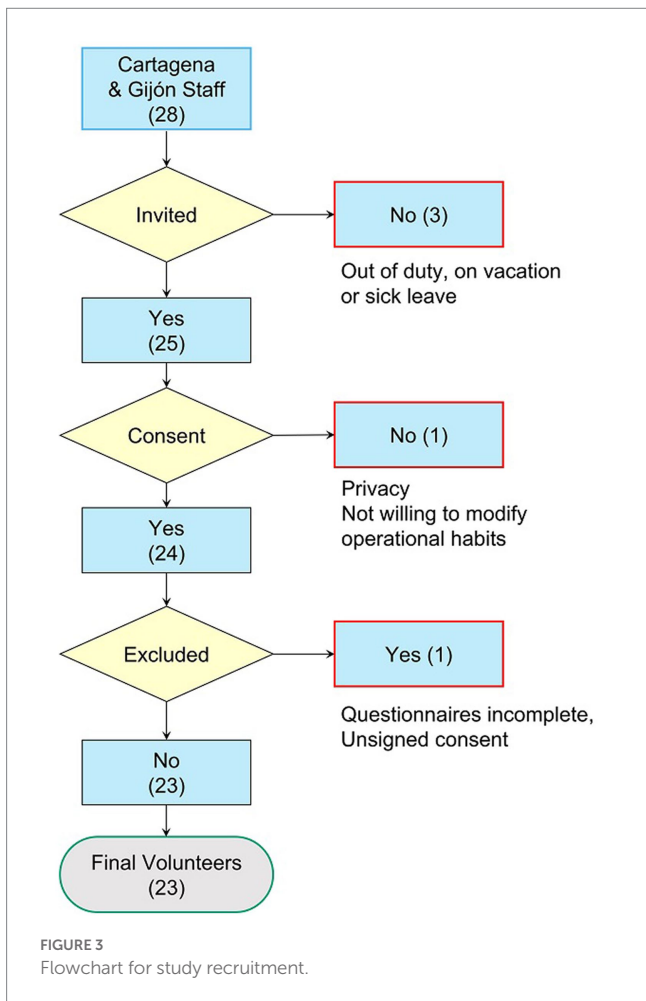 Cartagena
& Gijón Staff
(28)
Invited
No (3)
Out of duty, on vacation
or sick leave
Yes
(25)
Consent
No (1)
Privacy
Not willing to modify
operational habits
Yes
(24)
Excluded
Yes (1)
Questionnaires incomplete,
Unsigned consent
No
(23)
Final Volunteers
(23)
FIGURE 3
Flowchart for study recruitment.